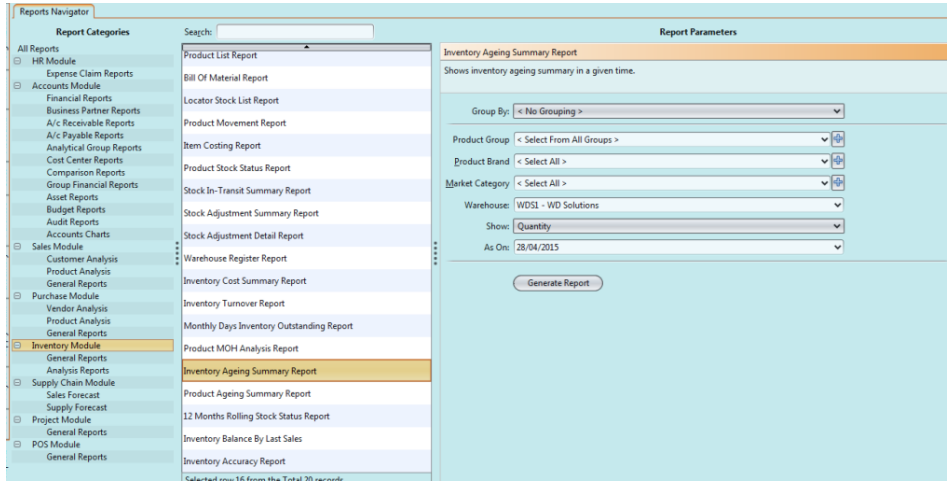 Reports Navigator
Report Categories
All Reports
HR Module
Expense Claim Reports
Accounts Module
Financial Reports
Business Partner Reports
A/c Receivable Reports
A/c Payable Reports
Analytical Group Reports
Cost Center Reports
Comparison Reports
Group Financial Reports
Asset Reports
Budget Reports
Audit Reports
Accounts Charts
Sales Module
Customer Analysis
Product Analysis
General Reports
Purchase Module
Vendor Analysis
Product Analysis
General Reports
Inventory Module
General Reports
Analysis Reports
Supply Chain Module
Sales Forecast
Supply Forecast
Project Module
General Reports
POS Module
General Reports
Search:
Product List Report
Bill Of Material Report
Locator Stock List Report
Product Movement Report
Item Costing Report
Product Stock Status Report
Stock In-Transit Summary Report
Stock Adjustment Summary Report
Stock Adjustment Detail Report
Warehouse Register Report
Inventory Cost Summary Report
Inventory Turnover Report
Monthly Days Inventory Outstanding Report
Product MOH Analysis Report
Inventory Ageing Summary Report
Product Ageing Summary Report
12 Months Rolling Stock Status Report
Inventory Balance By Last Sales
Inventory Accuracy Report
Selected row 16 from the Total 20 records
Report Parameters
Inventory Ageing Summary Report
Shows inventory ageing summary in a given time.
Group By: < No Grouping >
Product Group < Select From All Groups >
Product Brand < Select All >
Market Category < Select All >
Warehouse: WDS1 - WD Solutions
Show: Quantity
As On: 28/04/2015
Generate Report